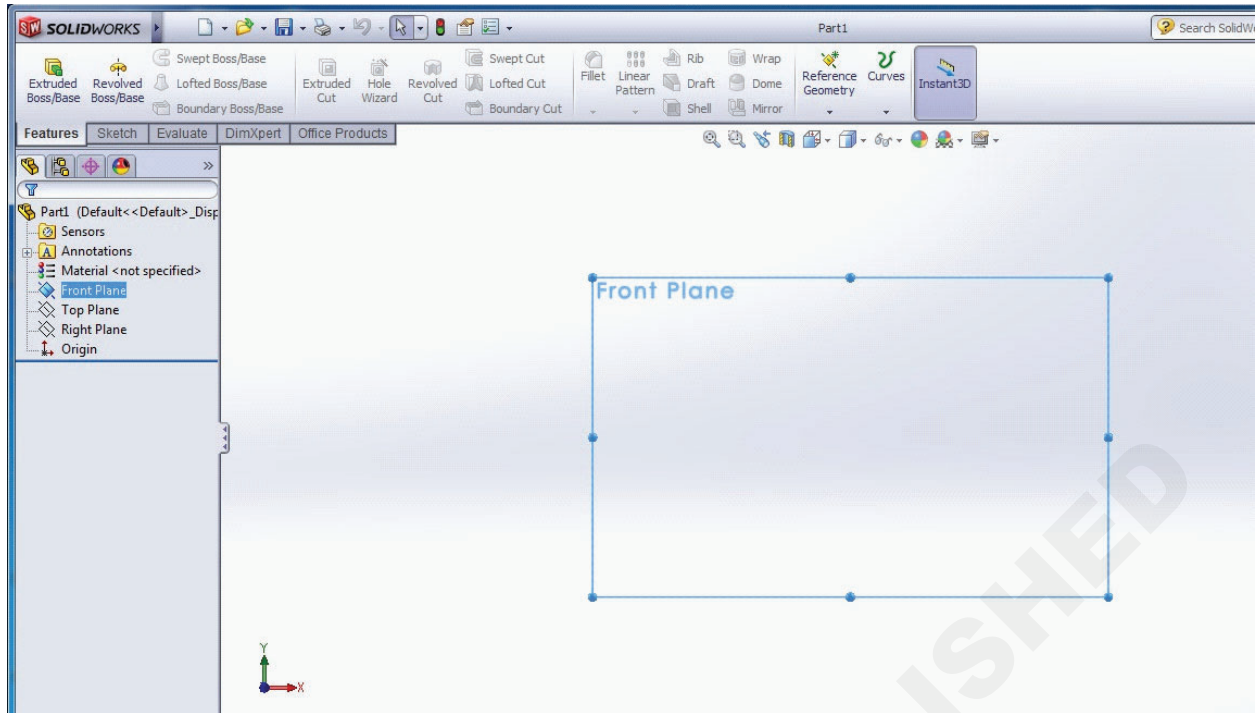 SW SOLIDWORKS Part1 Search SolidWo
Extruded Boss/Base
Revolved Boss/Base
Swept Boss/Base
Lofted Boss/Base
Boundary Boss/Base
Extruded Cut
Hole Wizard
Revolved Cut
Swept Cut
Lofted Cut
Boundary Cut
Fillet
Linear Pattern
Rib
Draft
Shell
Wrap
Dome
Mirror
Reference Geometry
Curves
Instant3D
Features Sketch Evaluate DimXpert Office Products
Part1 (Default<<Default>_Disp
Sensors
A Annotations
Material <not specified>
Front Plane
Top Plane
Right Plane
Origin
Front Plane
Y
X
ISHED